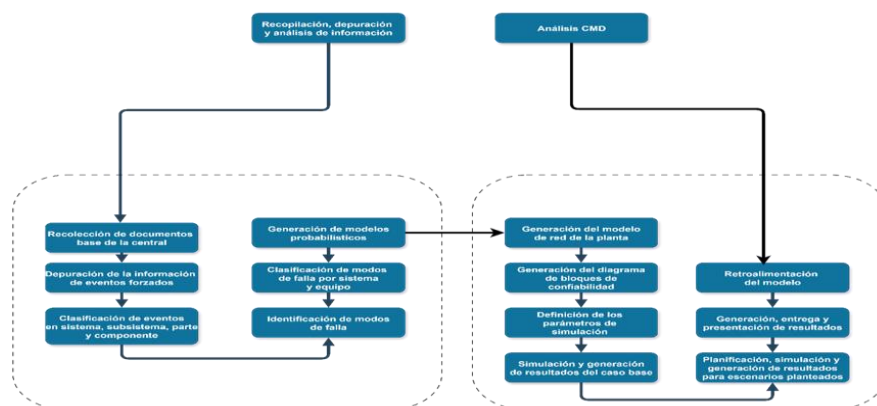 Recopilación, depuración
y análisis de información
Análisis CMD
Recolección de documentos
base de la central
Depuración de la información
de eventos forzados
Clasificación de eventos
en sistema, subsistema, parte
y componente
Generación de modelos
probabilísticos
Clasificación de modos
de falla por sistema
y equipo
Identificación de modos
de falla
Generación del modelo
de red de la planta
Generación del diagrama
de bloques de
confiabilidad
Definición de los
parámetros de
simulación
Simulación y generación
de resultados del caso base
Retroalimentación
del modelo
Generación, entrega y
presentación de resultados
Planificación, simulación y
generación de resultados
para escenarios planteados